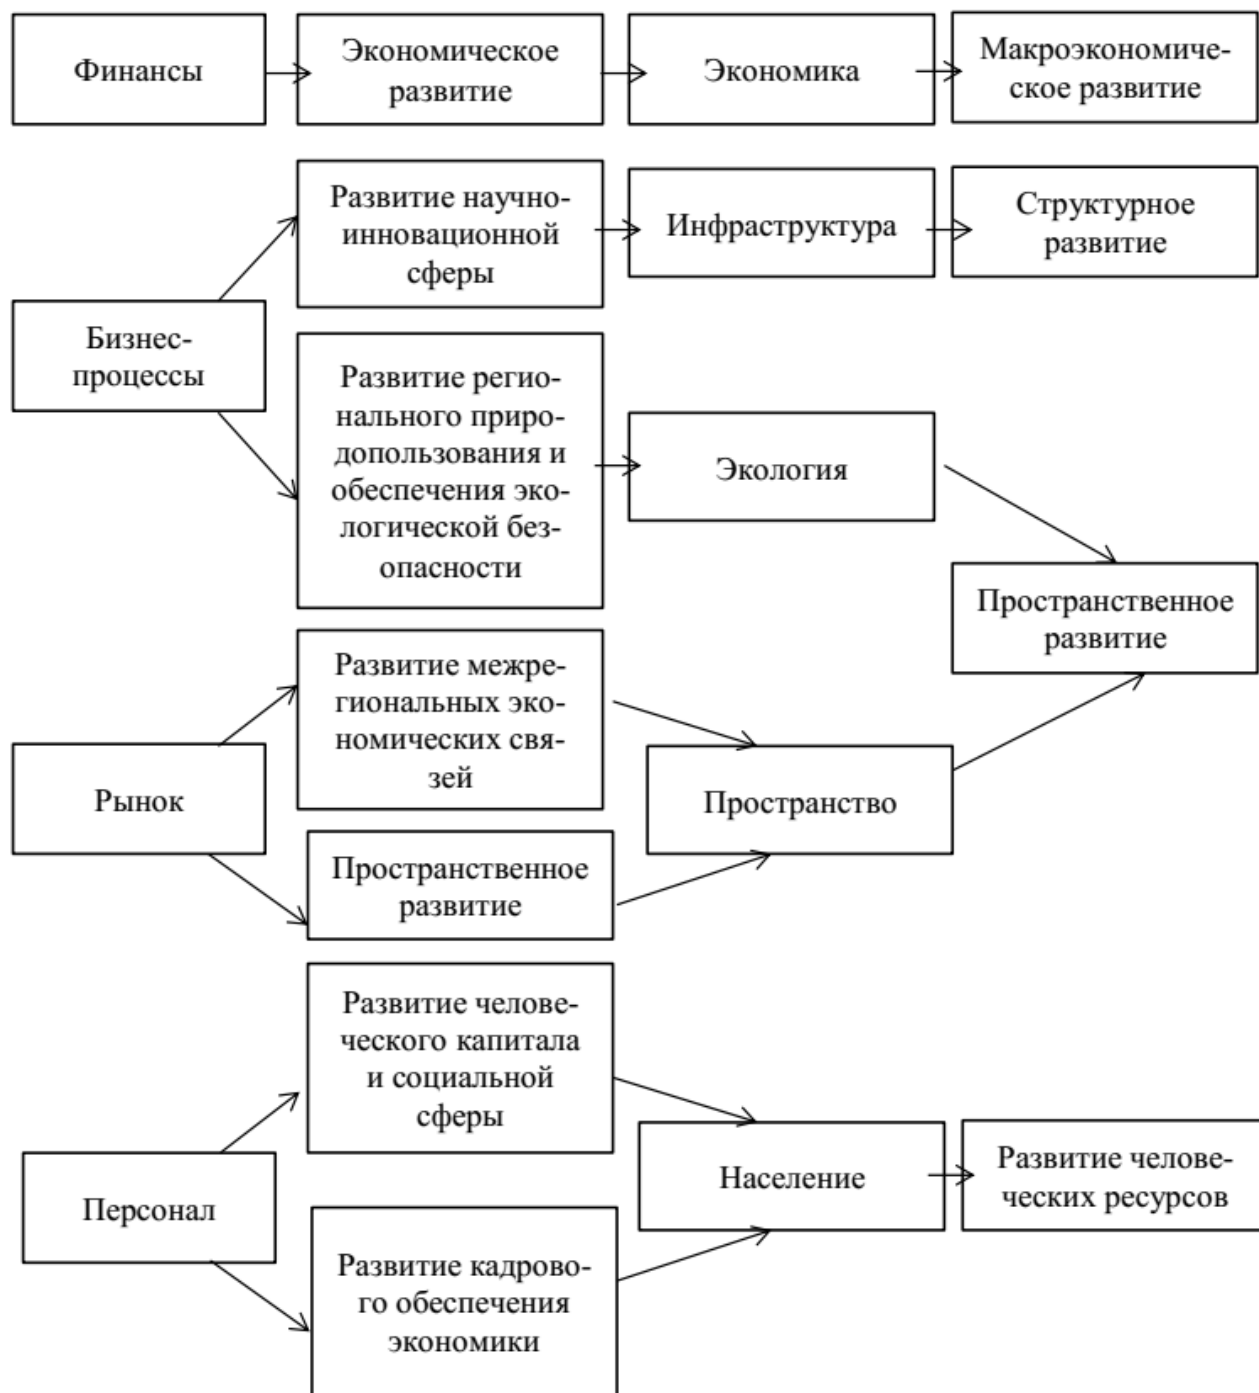 Финансы
Экономическое
развитие
Экономика
Макроэкономиче-
ское развитие
Развитие научно-
инновационной
сферы
Инфраструктура
Структурное
развитие
Бизнес-
процессы
Развитие регио-
нального приро-
допользования и
обеспечения эко-
логической без-
опасности
Экология
Пространственное
развитие
Развитие межре-
гиональных эко-
номических свя-
зей
Рынок
Пространство
Пространственное
развитие
Развитие челове-
ческого капитала
и социальной
сферы
Персонал
Население
Развитие челове-
ческих ресурсов
Развитие кадрово-
го обеспечения
экономики